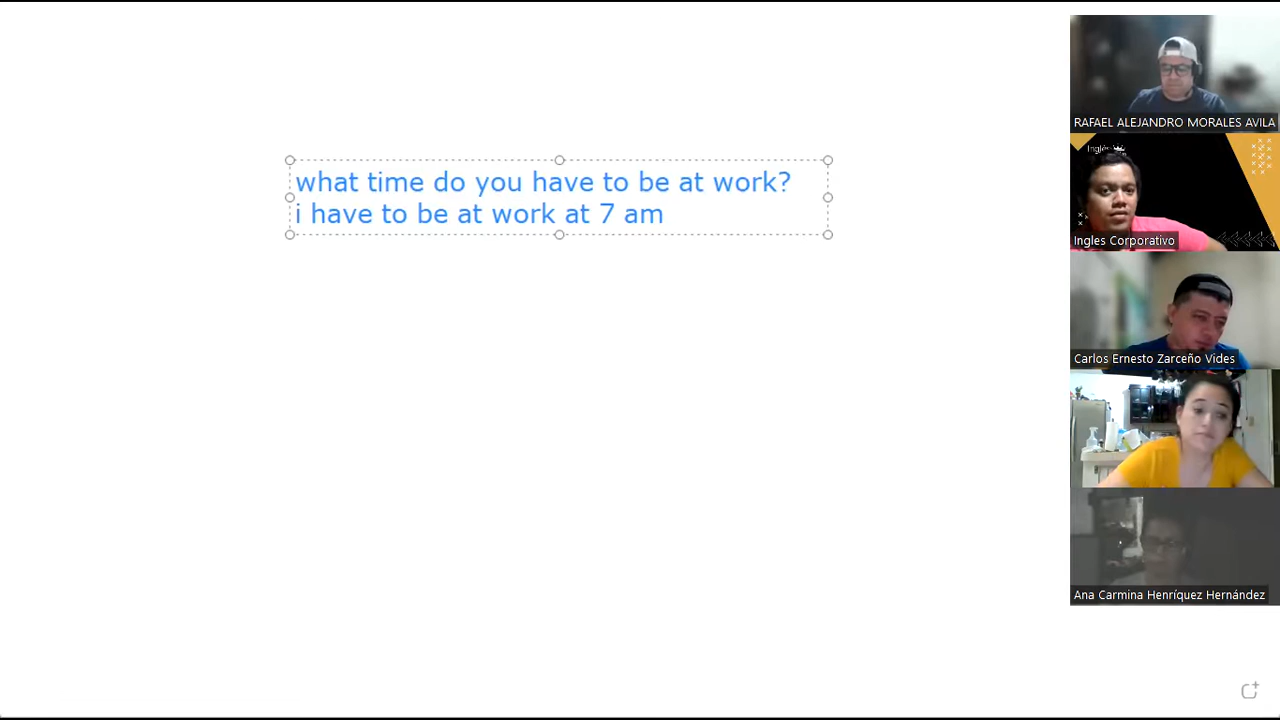 what time do you have to be at work?
i have to be at work at 7 am
RAFAEL ALEJANDRO MORALES AVILA
Inglés
Ingles Corporativo
Carlos Ernesto Zarceño Vides
Ana Carmina Henríquez Hernández